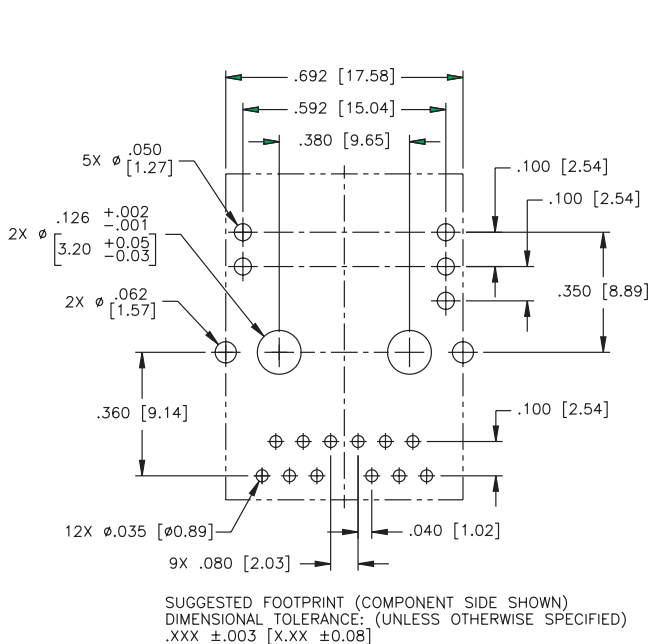 .692 [17.58]
.592 [15.04]
.380 [9.65]
5X ø .050
[1.27]
.100 [2.54]
.100 [2.54]
2X ø .126 +.002
-.001
[3.20 +0.05
-0.03]
.350 [8.89]
2X ø .062
[1.57]
.360 [9.14]
.100 [2.54]
12X ø.035 [ø0.89]
.040 [1.02]
9X .080 [2.03]
SUGGESTED FOOTPRINT (COMPONENT SIDE SHOWN)
DIMENSIONAL TOLERANCE: (UNLESS OTHERWISE SPECIFIED)
.XXX ±.003 [X.XX ±0.08]